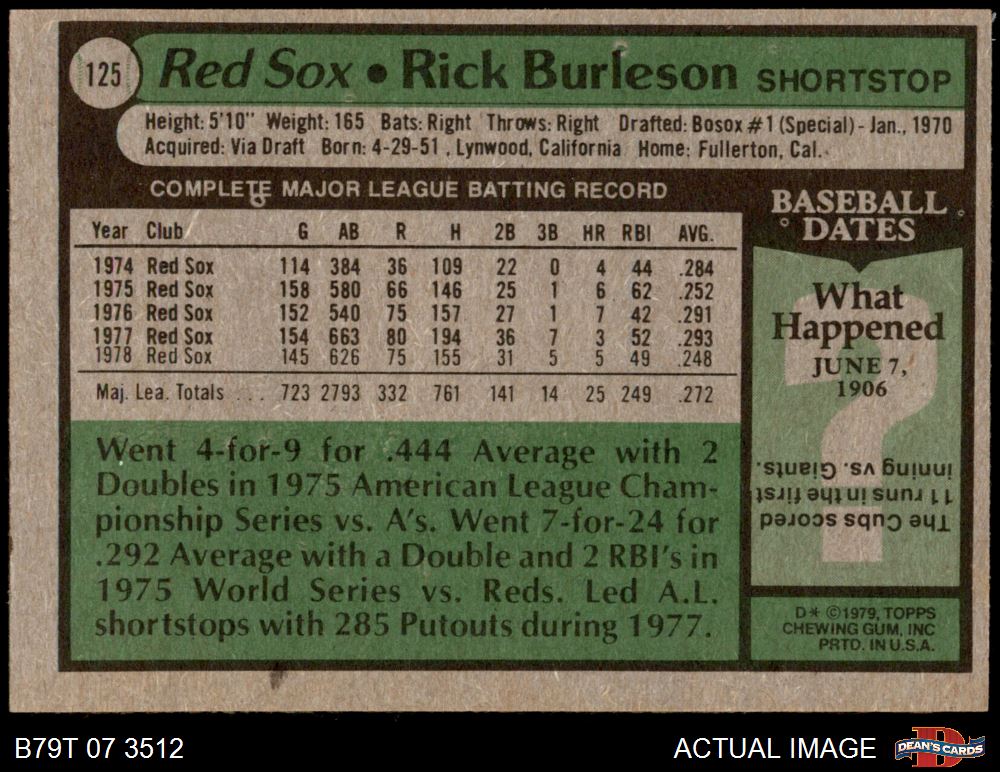 125 Red Sox • Rick Burleson SHORTSTOP
Height: 5'10" Weight: 165 Bats: Right Throws: Right Drafted: Bosox #1 (Special) - Jan., 1970
Acquired: Via Draft Born: 4-29-51, Lynwood, California Home: Fullerton, Cal.
COMPLETE MAJOR LEAGUE BATTING RECORD
Year Club G AB R H 2B 3B HR RBI AVG.
1974 Red Sox 114 384 36 109 22 0 4 44 .284
1975 Red Sox 158 580 66 146 25 1 6 62 .252
1976 Red Sox 152 540 75 157 27 1 7 42 .291
1977 Red Sox 154 663 80 194 36 7 3 52 .293
1978 Red Sox 145 626 75 155 31 5 5 49 .248
Maj. Lea. Totals . . . 723 2793 332 761 141 14 25 249 .272
Went 4-for-9 for .444 Average with 2
Doubles in 1975 American League Cham-
pionship Series vs. A's. Went 7-for-24 for
.292 Average with a Double and 2 RBI's in
1975 World Series vs. Reds. Led A.L.
shortstops with 285 Putouts during 1977.
BASEBALL
DATES
What
Happened
JUNE 7,
1906
?
The Cubs scored
11 runs in the first
inning vs. Giants.
D* ©1979, TOPPS
CHEWING GUM, INC
PRTD. IN U.S.A.
B79T 07 3512
ACTUAL IMAGE
D
DEAN'S CARDS